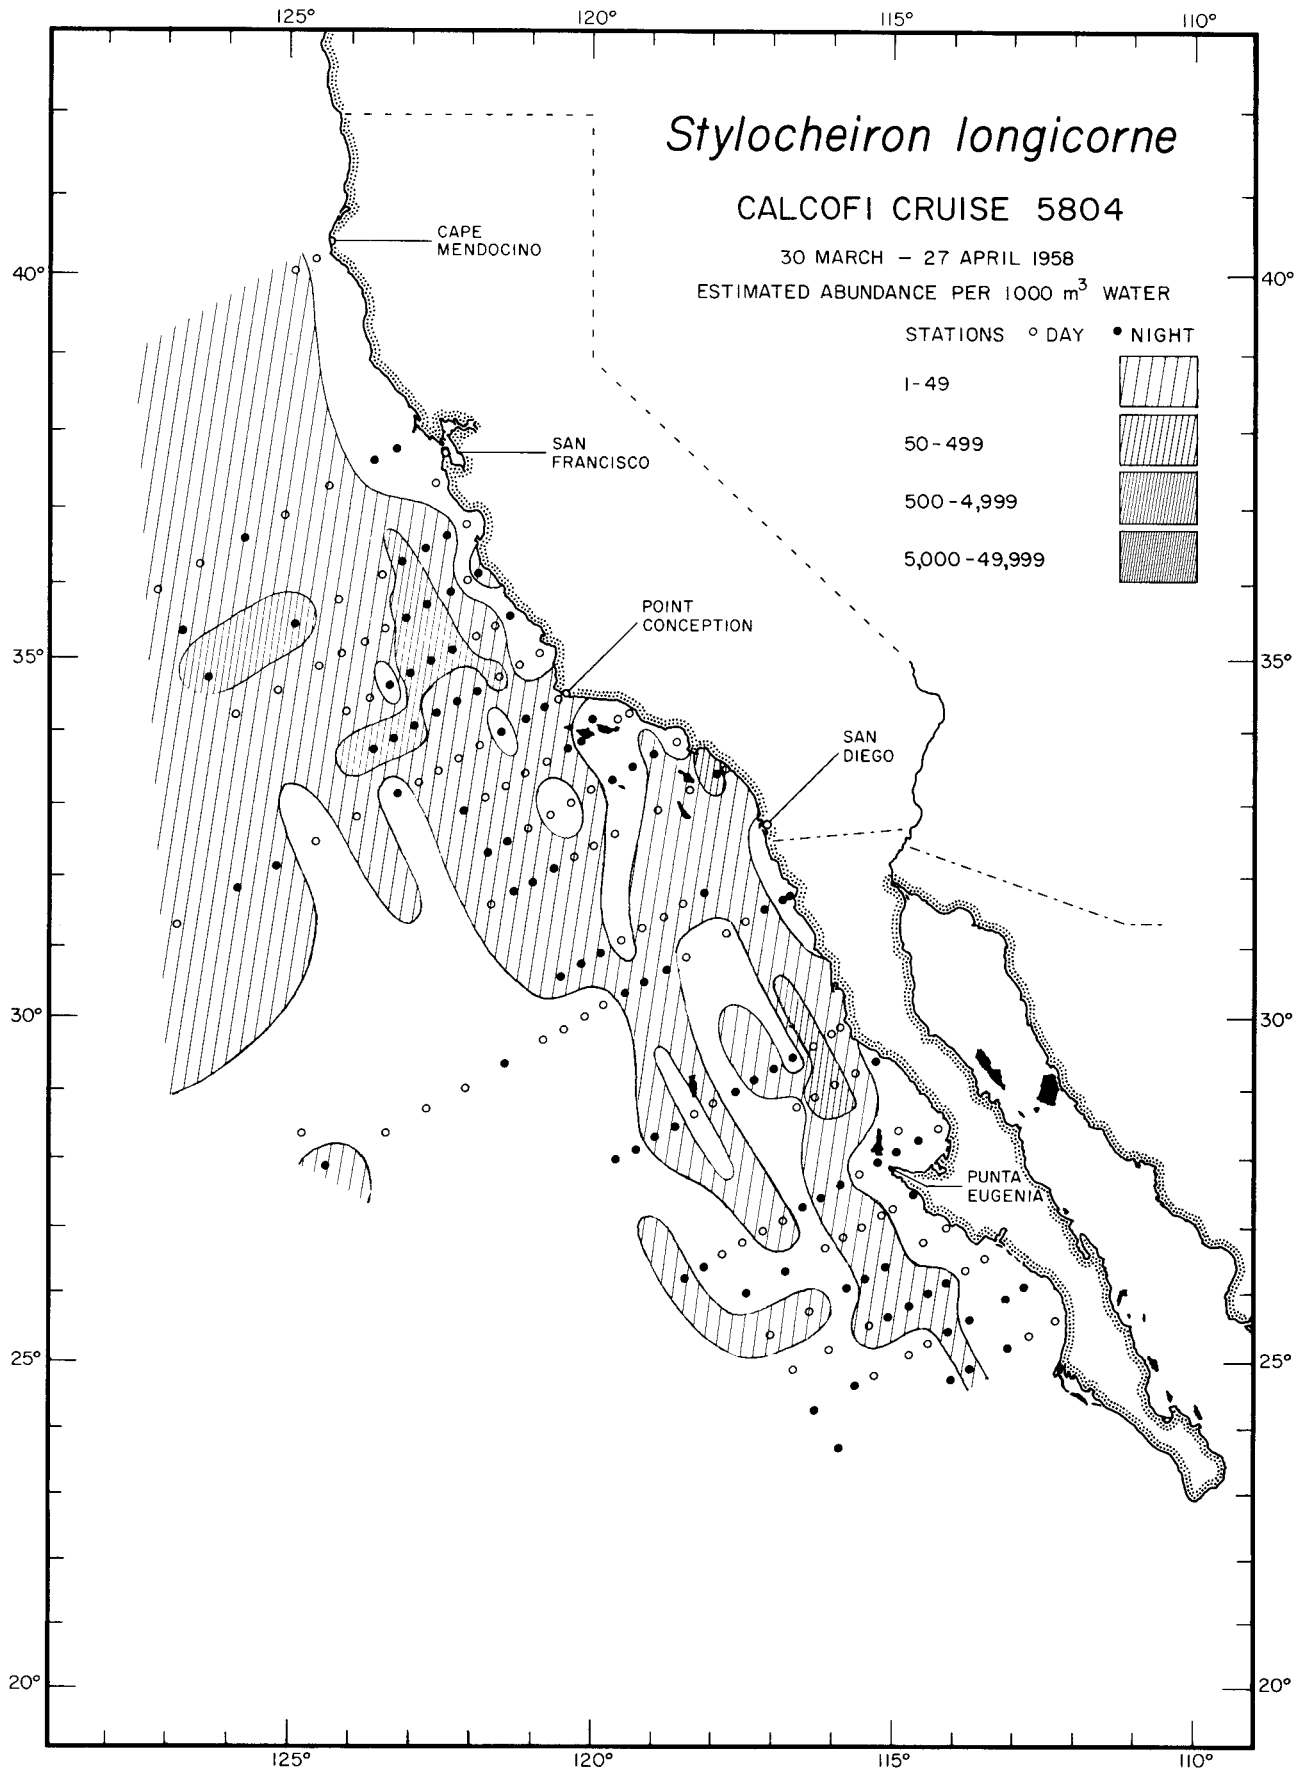 125° 120° 115° 110°
Stylocheiron longicorne
CALCOFI CRUISE 5804
30 MARCH – 27 APRIL 1958
ESTIMATED ABUNDANCE PER 1000 m³ WATER
STATIONS ○ DAY ● NIGHT
1-49
50-499
500-4,999
5,000-49,999
CAPE
MENDOCINO
40° 40°
SAN
FRANCISCO
POINT
CONCEPTION
35° 35°
SAN
DIEGO
30° 30°
PUNTA
EUGENIA
25° 25°
20° 20°
125° 120° 115° 110°